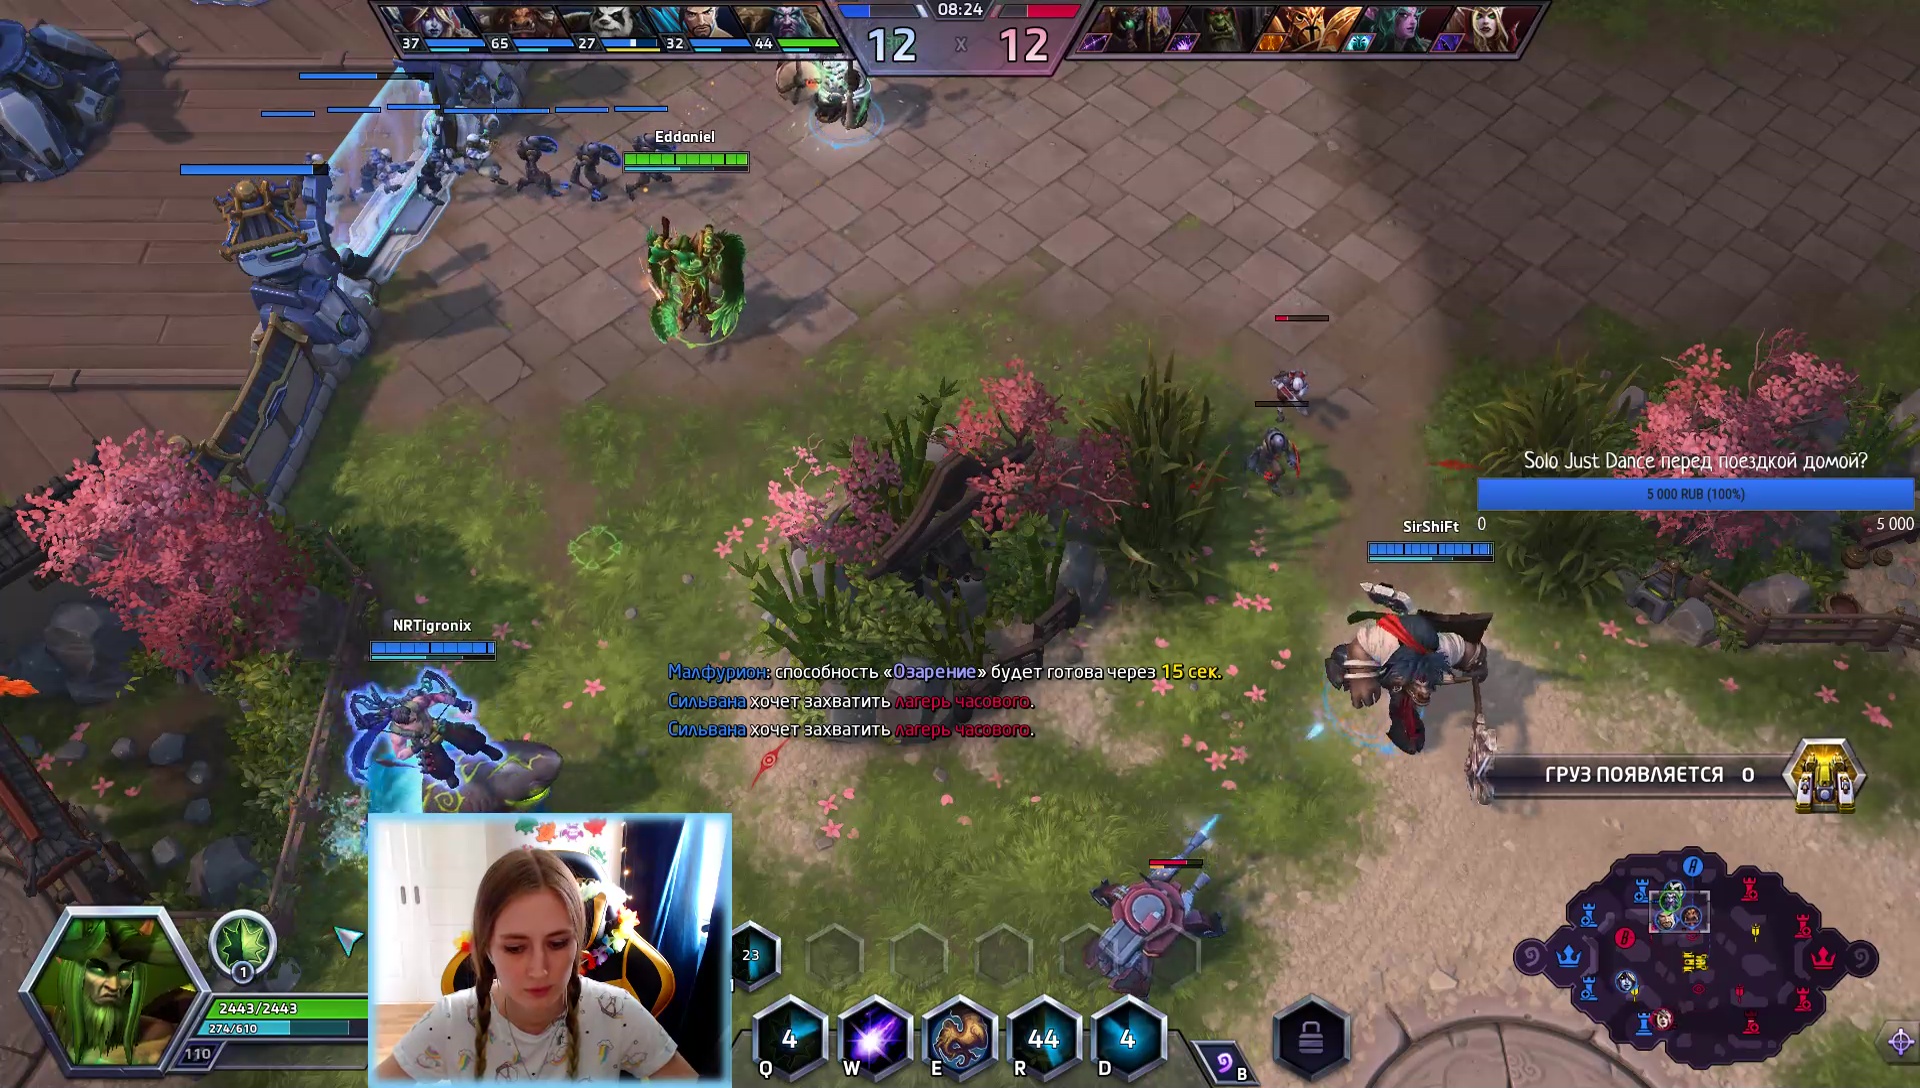 08:24
37
65
27
32
44
12
x
12
Eddaniel
Solo Just Dance перед поездкой домой?
5 000 RUB (100%)
0
5 000
SirShiFt
NRTigronix
Малфурион: способность «Озарение» будет готова через 15 сек.
Сильвана хочет захватить лагерь часового.
Сильвана хочет захватить лагерь часового.
ГРУЗ ПОЯВЛЯЕТСЯ 0
1
2443/2443
274/610
110
23
4
44
4
Q
W
E
R
D
B